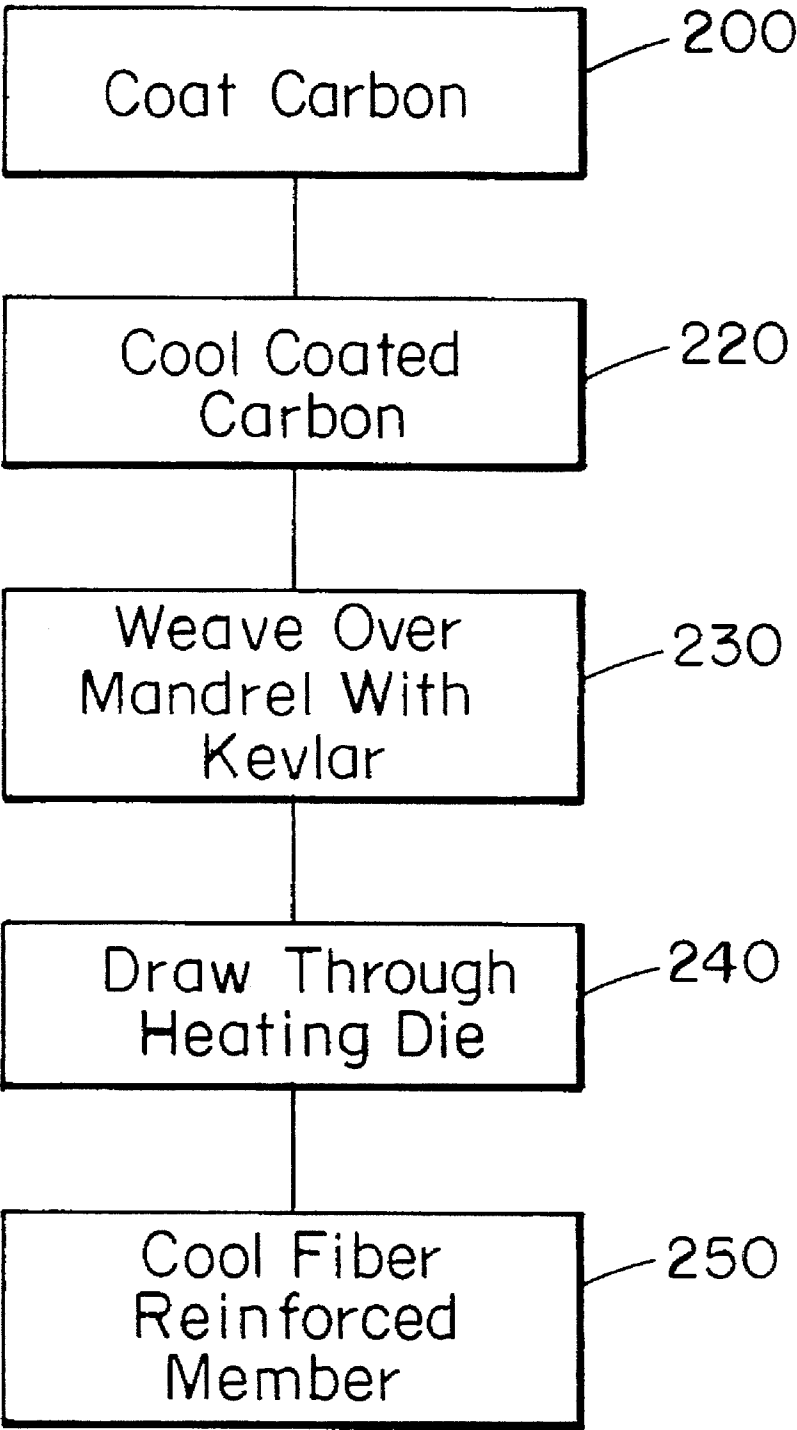 Coat Carbon
200
Cool Coated
Carbon
220
Weave Over
Mandrel With
Kevlar
230
Draw Through
Heating Die
240
Cool Fiber
Reinforced
Member
250